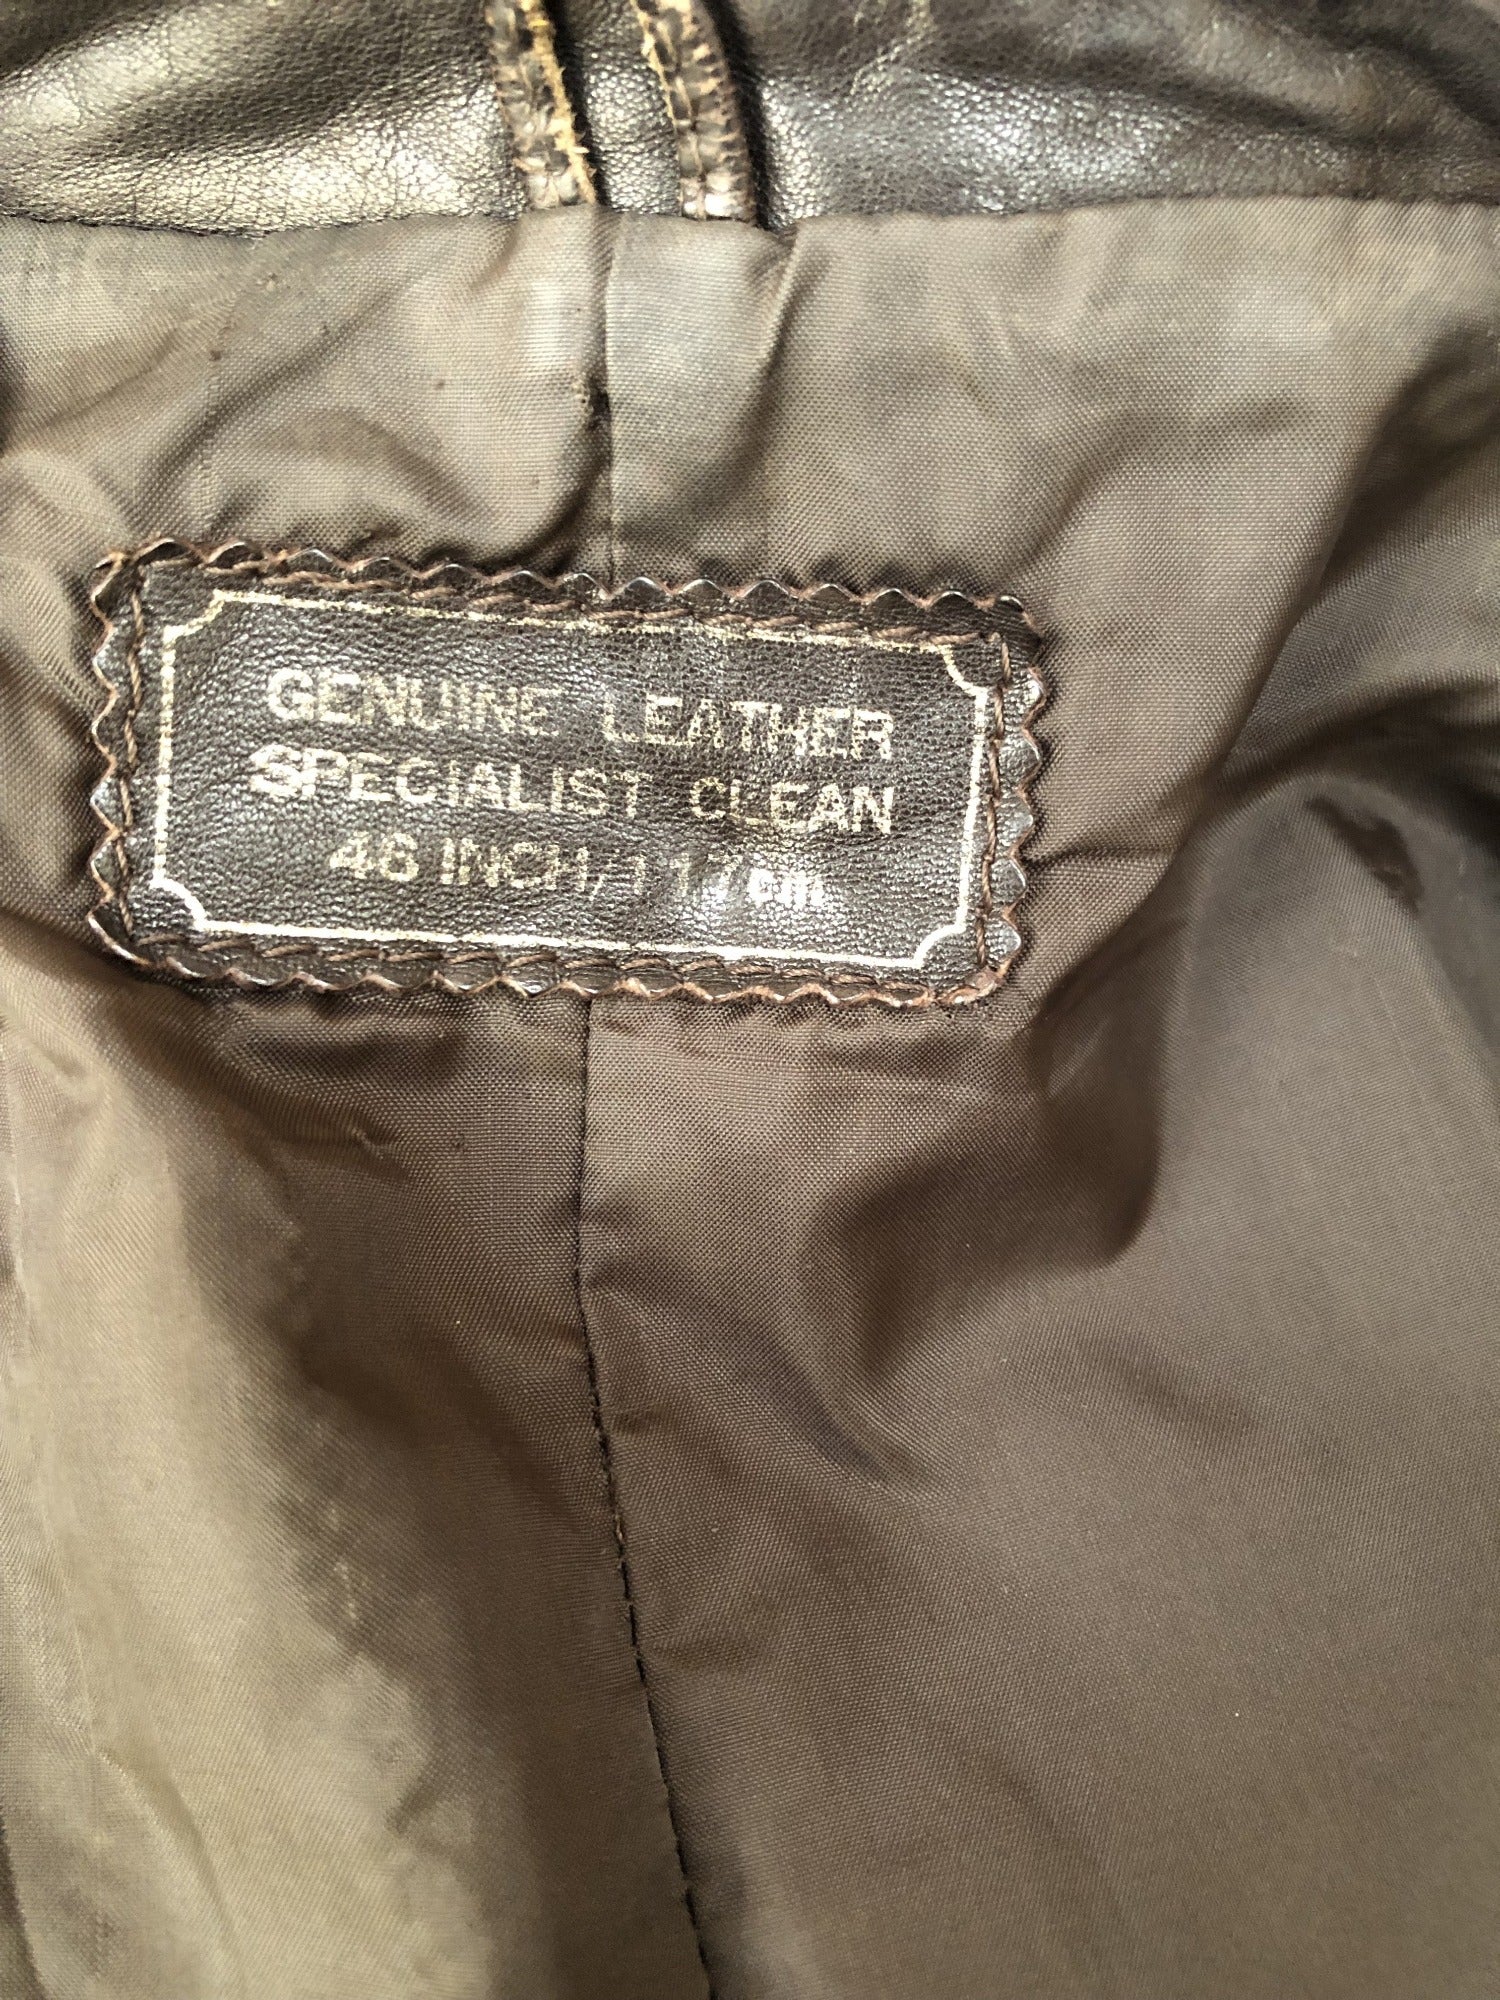 GENUINE LEATHER
SPECIALIST CLEAN
46 INCH/117cm